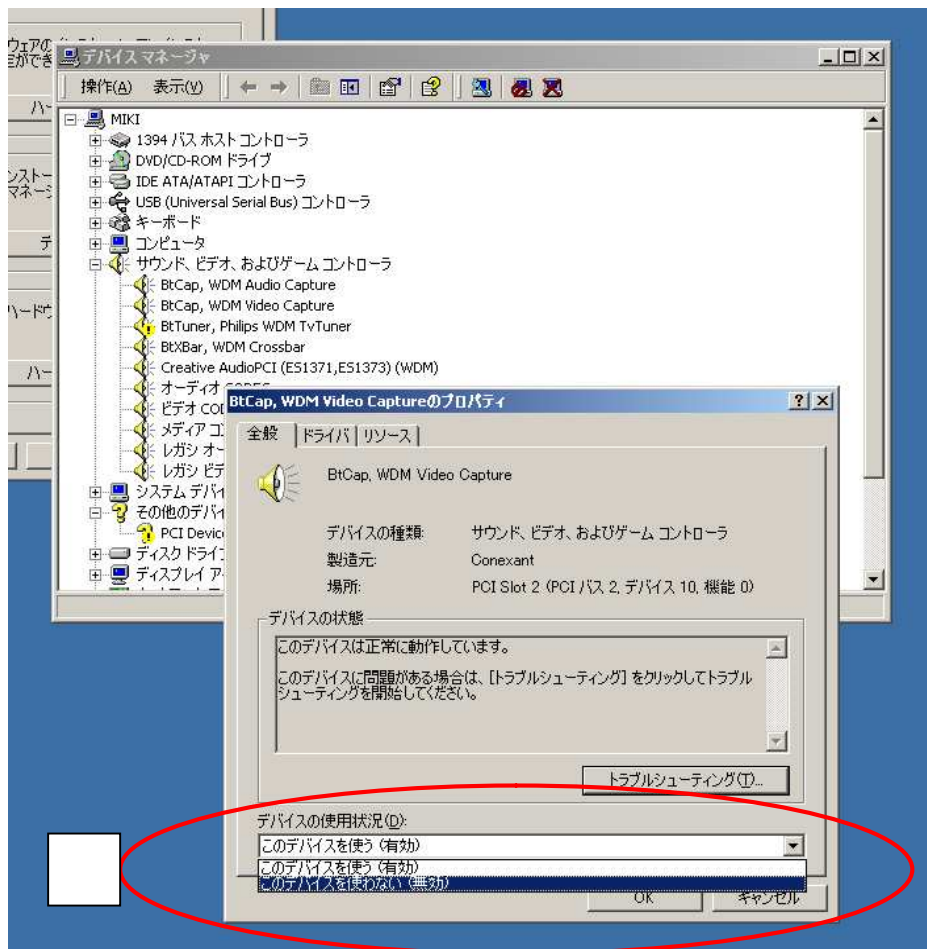 デバイスマネージャ
操作(A) 表示(V)
MIKI
1394 バス ホスト コントローラ
DVD/CD-ROM ドライブ
IDE ATA/ATAPI コントローラ
USB (Universal Serial Bus) コントローラ
キーボード
コンピュータ
サウンド、ビデオ、およびゲーム コントローラ
BtCap, WDM Audio Capture
BtCap, WDM Video Capture
BtTuner, Philips WDM TvTuner
BtXBar, WDM Crossbar
Creative AudioPCI (ES1371,ES1373) (WDM)
オーディオ CODEC
ビデオ COD
メディア コ
レガシ オー
レガシ ビデ
システム デバイ
その他のデバイ
PCI Device
ディスク ドライ
ディスプレイ ア
BtCap, WDM Video Captureのプロパティ
全般 ドライバ リソース
BtCap, WDM Video Capture
デバイスの種類: サウンド、ビデオ、およびゲーム コントローラ
製造元: Conexant
場所: PCI Slot 2 (PCI バス 2, デバイス 10, 機能 0)
デバイスの状態
このデバイスは正常に動作しています。
このデバイスに問題がある場合は、[トラブルシューティング] をクリックしてトラブル
シューティングを開始してください。
トラブルシューティング(T)...
デバイスの使用状況(D):
このデバイスを使う (有効)
このデバイスを使う (有効)
このデバイスを使わない (無効)
OK キャンセル